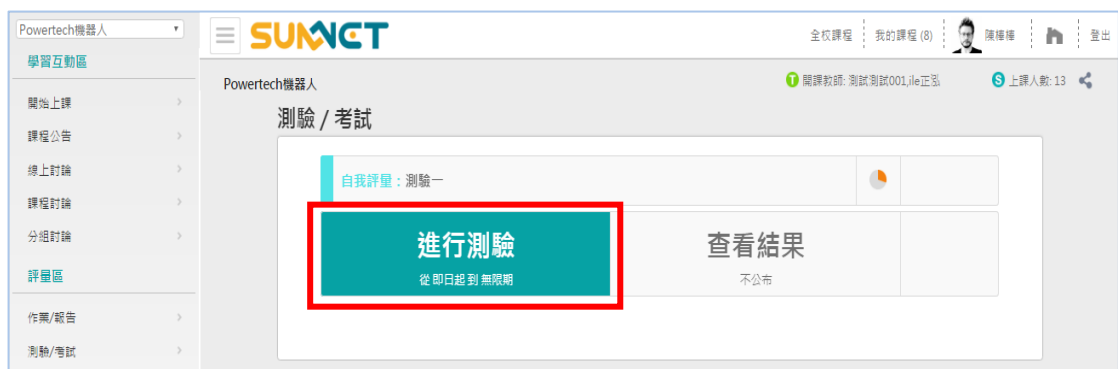 Powertech機器人
SUNNET
全校課程
我的課程 (8)
陳樓樓
登出
學習互動區
開始上課
課程公告
線上討論
課程討論
分組討論
評量區
作業/報告
測驗/考試
Powertech機器人
T 開課教師: 測試測試001,ile正泓
S 上課人數: 13
測驗 / 考試
自我評量：測驗一
進行測驗
從 即日起 到 無限期
查看結果
不公布